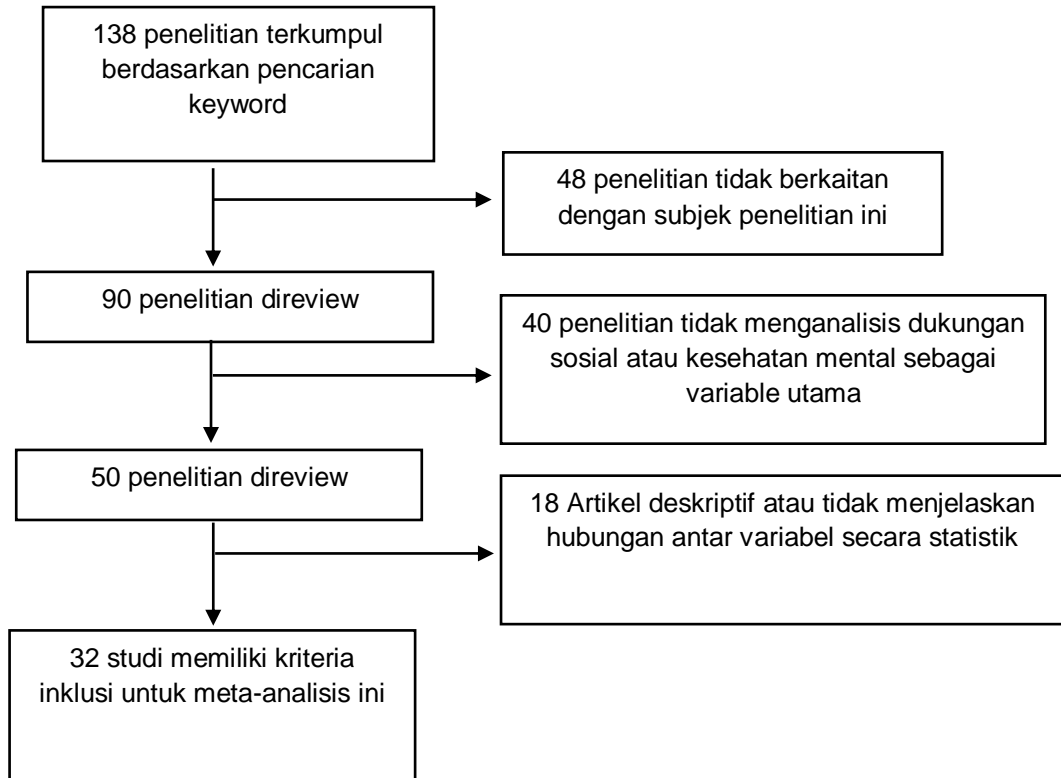 138 penelitian terkumpul
berdasarkan pencarian
keyword
48 penelitian tidak berkaitan
dengan subjek penelitian ini
90 penelitian direview
40 penelitian tidak menganalisis dukungan
sosial atau kesehatan mental sebagai
variable utama
50 penelitian direview
18 Artikel deskriptif atau tidak menjelaskan
hubungan antar variabel secara statistik
32 studi memiliki kriteria
inklusi untuk meta-analisis ini